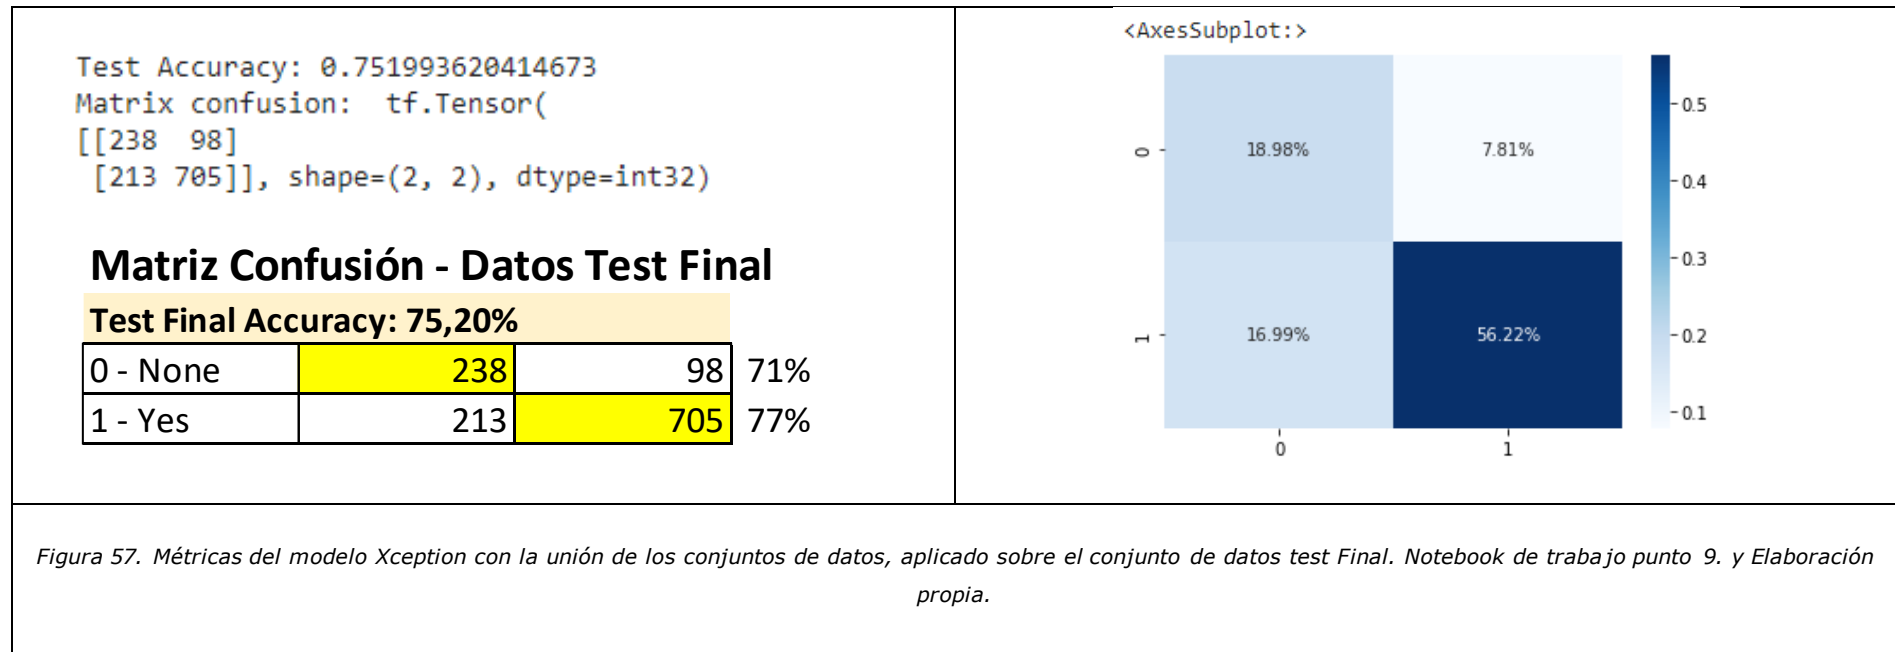 Test Accuracy: 0.751993620414673
Matrix confusion:  tf.Tensor(
[[238  98]
 [213 705]], shape=(2, 2), dtype=int32)
Matriz Confusión - Datos Test Final
Test Final Accuracy: 75,20%
0 - None 238 98 71%
1 - Yes 213 705 77%
<AxesSubplot:>
0 18.98% 7.81%
1 16.99% 56.22%
0 1
0.5
0.4
0.3
0.2
0.1
Figura 57. Métricas del modelo Xception con la unión de los conjuntos de datos, aplicado sobre el conjunto de datos test Final. Notebook de trabajo punto 9. y Elaboración
propia.